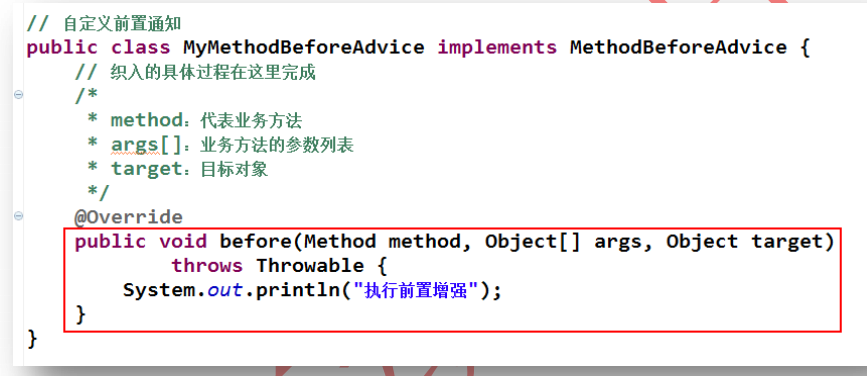 // 自定义前置通知
public class MyMethodBeforeAdvice implements MethodBeforeAdvice {
// 织入的具体过程在这里完成
/*
* method：代表业务方法
* args[]：业务方法的参数列表
* target：目标对象
*/
@Override
public void before(Method method, Object[] args, Object target)
throws Throwable {
System.out.println("执行前置增强");
}
}